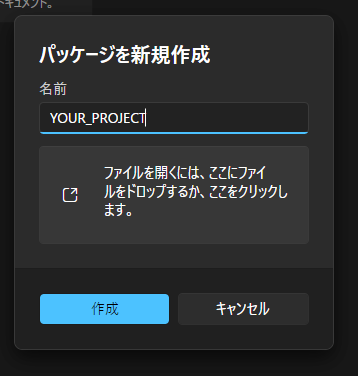 ドキュメント。
パッケージを新規作成
名前
YOUR_PROJECT
ファイルを開くには、ここにファイ
ルをドロップするか、ここをクリックし
ます。
作成
キャンセル